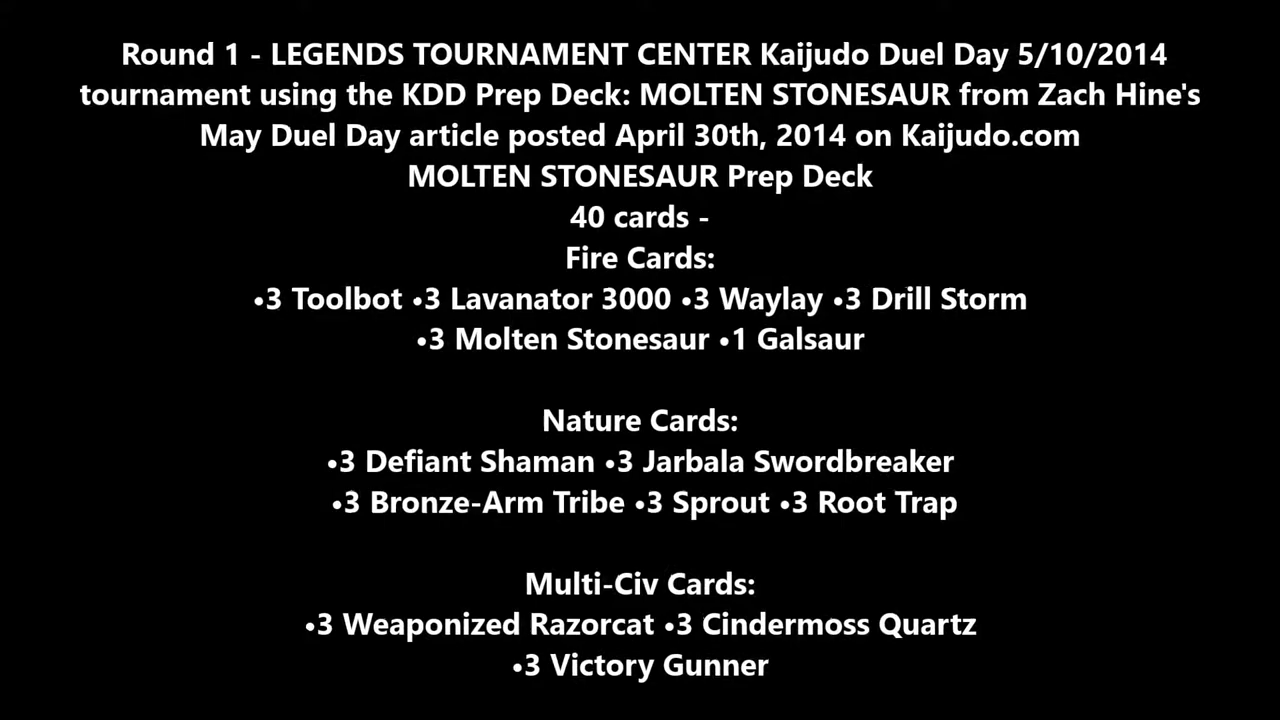 Round 1 - LEGENDS TOURNAMENT CENTER Kaijudo Duel Day 5/10/2014
tournament using the KDD Prep Deck: MOLTEN STONESAUR from Zach Hine's
May Duel Day article posted April 30th, 2014 on Kaijudo.com
MOLTEN STONESAUR Prep Deck
40 cards -
Fire Cards:
•3 Toolbot •3 Lavanator 3000 •3 Waylay •3 Drill Storm
•3 Molten Stonesaur •1 Galsaur
Nature Cards:
•3 Defiant Shaman •3 Jarbala Swordbreaker
•3 Bronze-Arm Tribe •3 Sprout •3 Root Trap
Multi-Civ Cards:
•3 Weaponized Razorcat •3 Cindermoss Quartz
•3 Victory Gunner